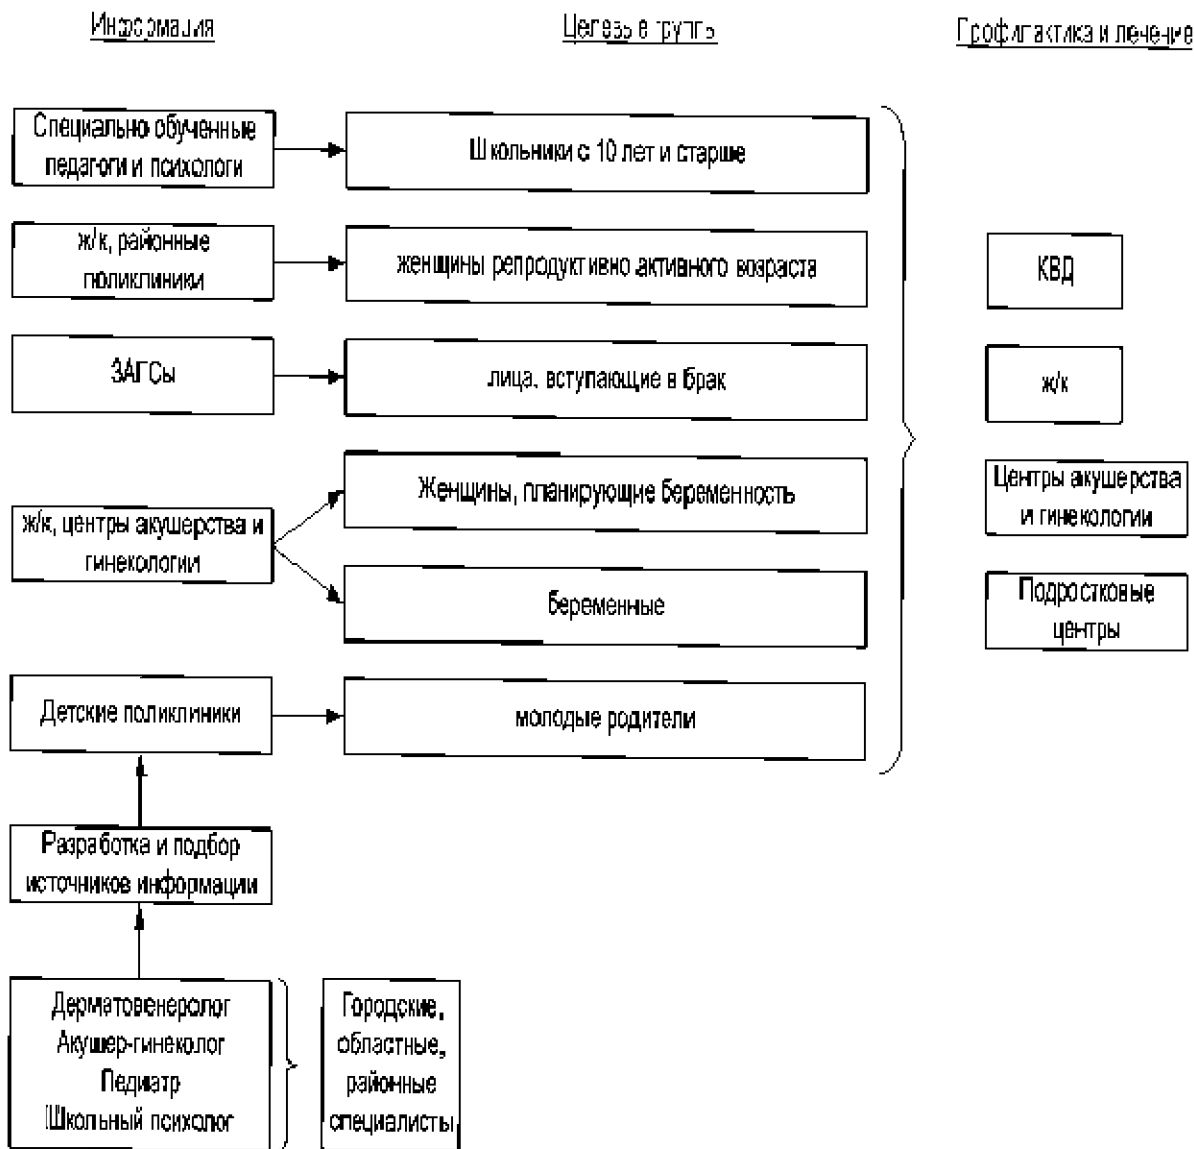 Информация
Целевые группы
Профилактика и лечение
Специально обученные
педагоги и психологи
Школьники с 10 лет и старше
ж/к, районные
поликлиники
женщины репродуктивно активного возраста
КВД
ЗАГСы
лица, вступающие в брак
ж/к
ж/к, центры акушерства и
гинекологии
Женщины, планирующие беременность
беременные
Центры акушерства
и гинекологии
Подростковые
центры
Детские поликлиники
молодые родители
Разработка и подбор
источников информации
Дерматовенеролог
Акушер-гинеколог
Педиатр
Школьный психолог
Городские,
областные,
районные
специалисты